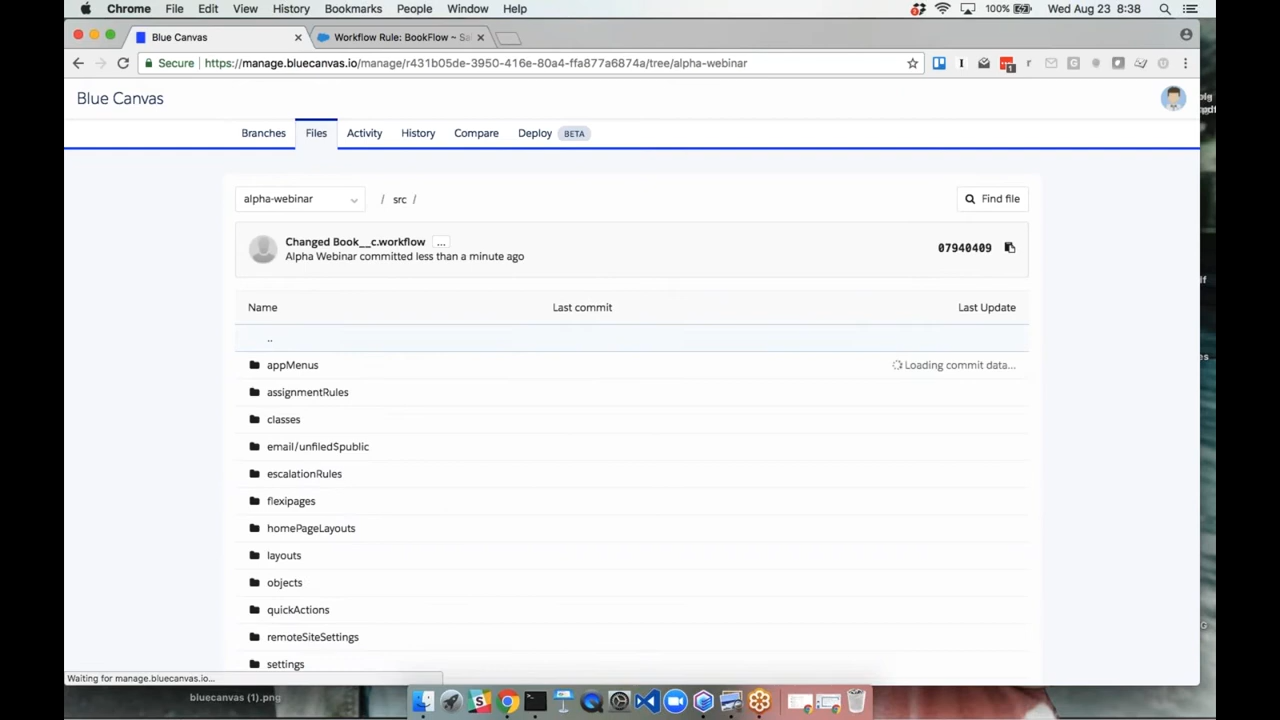 Chrome File Edit View History Bookmarks People Window Help 100% Wed Aug 23 8:38
Blue Canvas Workflow Rule: BookFlow ~ Sal
Secure https://manage.bluecanvas.io/manage/r431b05de-3950-416e-80a4-ffa877a6874a/tree/alpha-webinar
Blue Canvas
Branches Files Activity History Compare Deploy BETA
alpha-webinar / src / Find file
Changed Book__c.workflow ...
Alpha Webinar committed less than a minute ago
07940409
Name Last commit Last Update
..
appMenus Loading commit data...
assignmentRules
classes
email/unfiled$public
escalationRules
flexipages
homePageLayouts
layouts
objects
quickActions
remoteSiteSettings
settings
Waiting for manage.bluecanvas.io...
bluecanvas (1).png